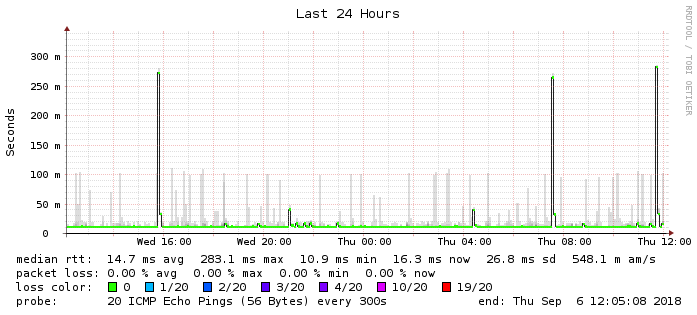 Last 24 Hours
RRDTOOL / TOBI OETIKER
Seconds
300 m
250 m
200 m
150 m
100 m
50 m
0
Wed 16:00 Wed 20:00 Thu 00:00 Thu 04:00 Thu 08:00 Thu 12:00
median rtt: 14.7 ms avg 283.1 ms max 10.9 ms min 16.3 ms now 26.8 ms sd 548.1 m am/s
packet loss: 0.00 % avg 0.00 % max 0.00 % min 0.00 % now
loss color: 0 1/20 2/20 3/20 4/20 10/20 19/20
probe: 20 ICMP Echo Pings (56 Bytes) every 300s end: Thu Sep 6 12:05:08 2018